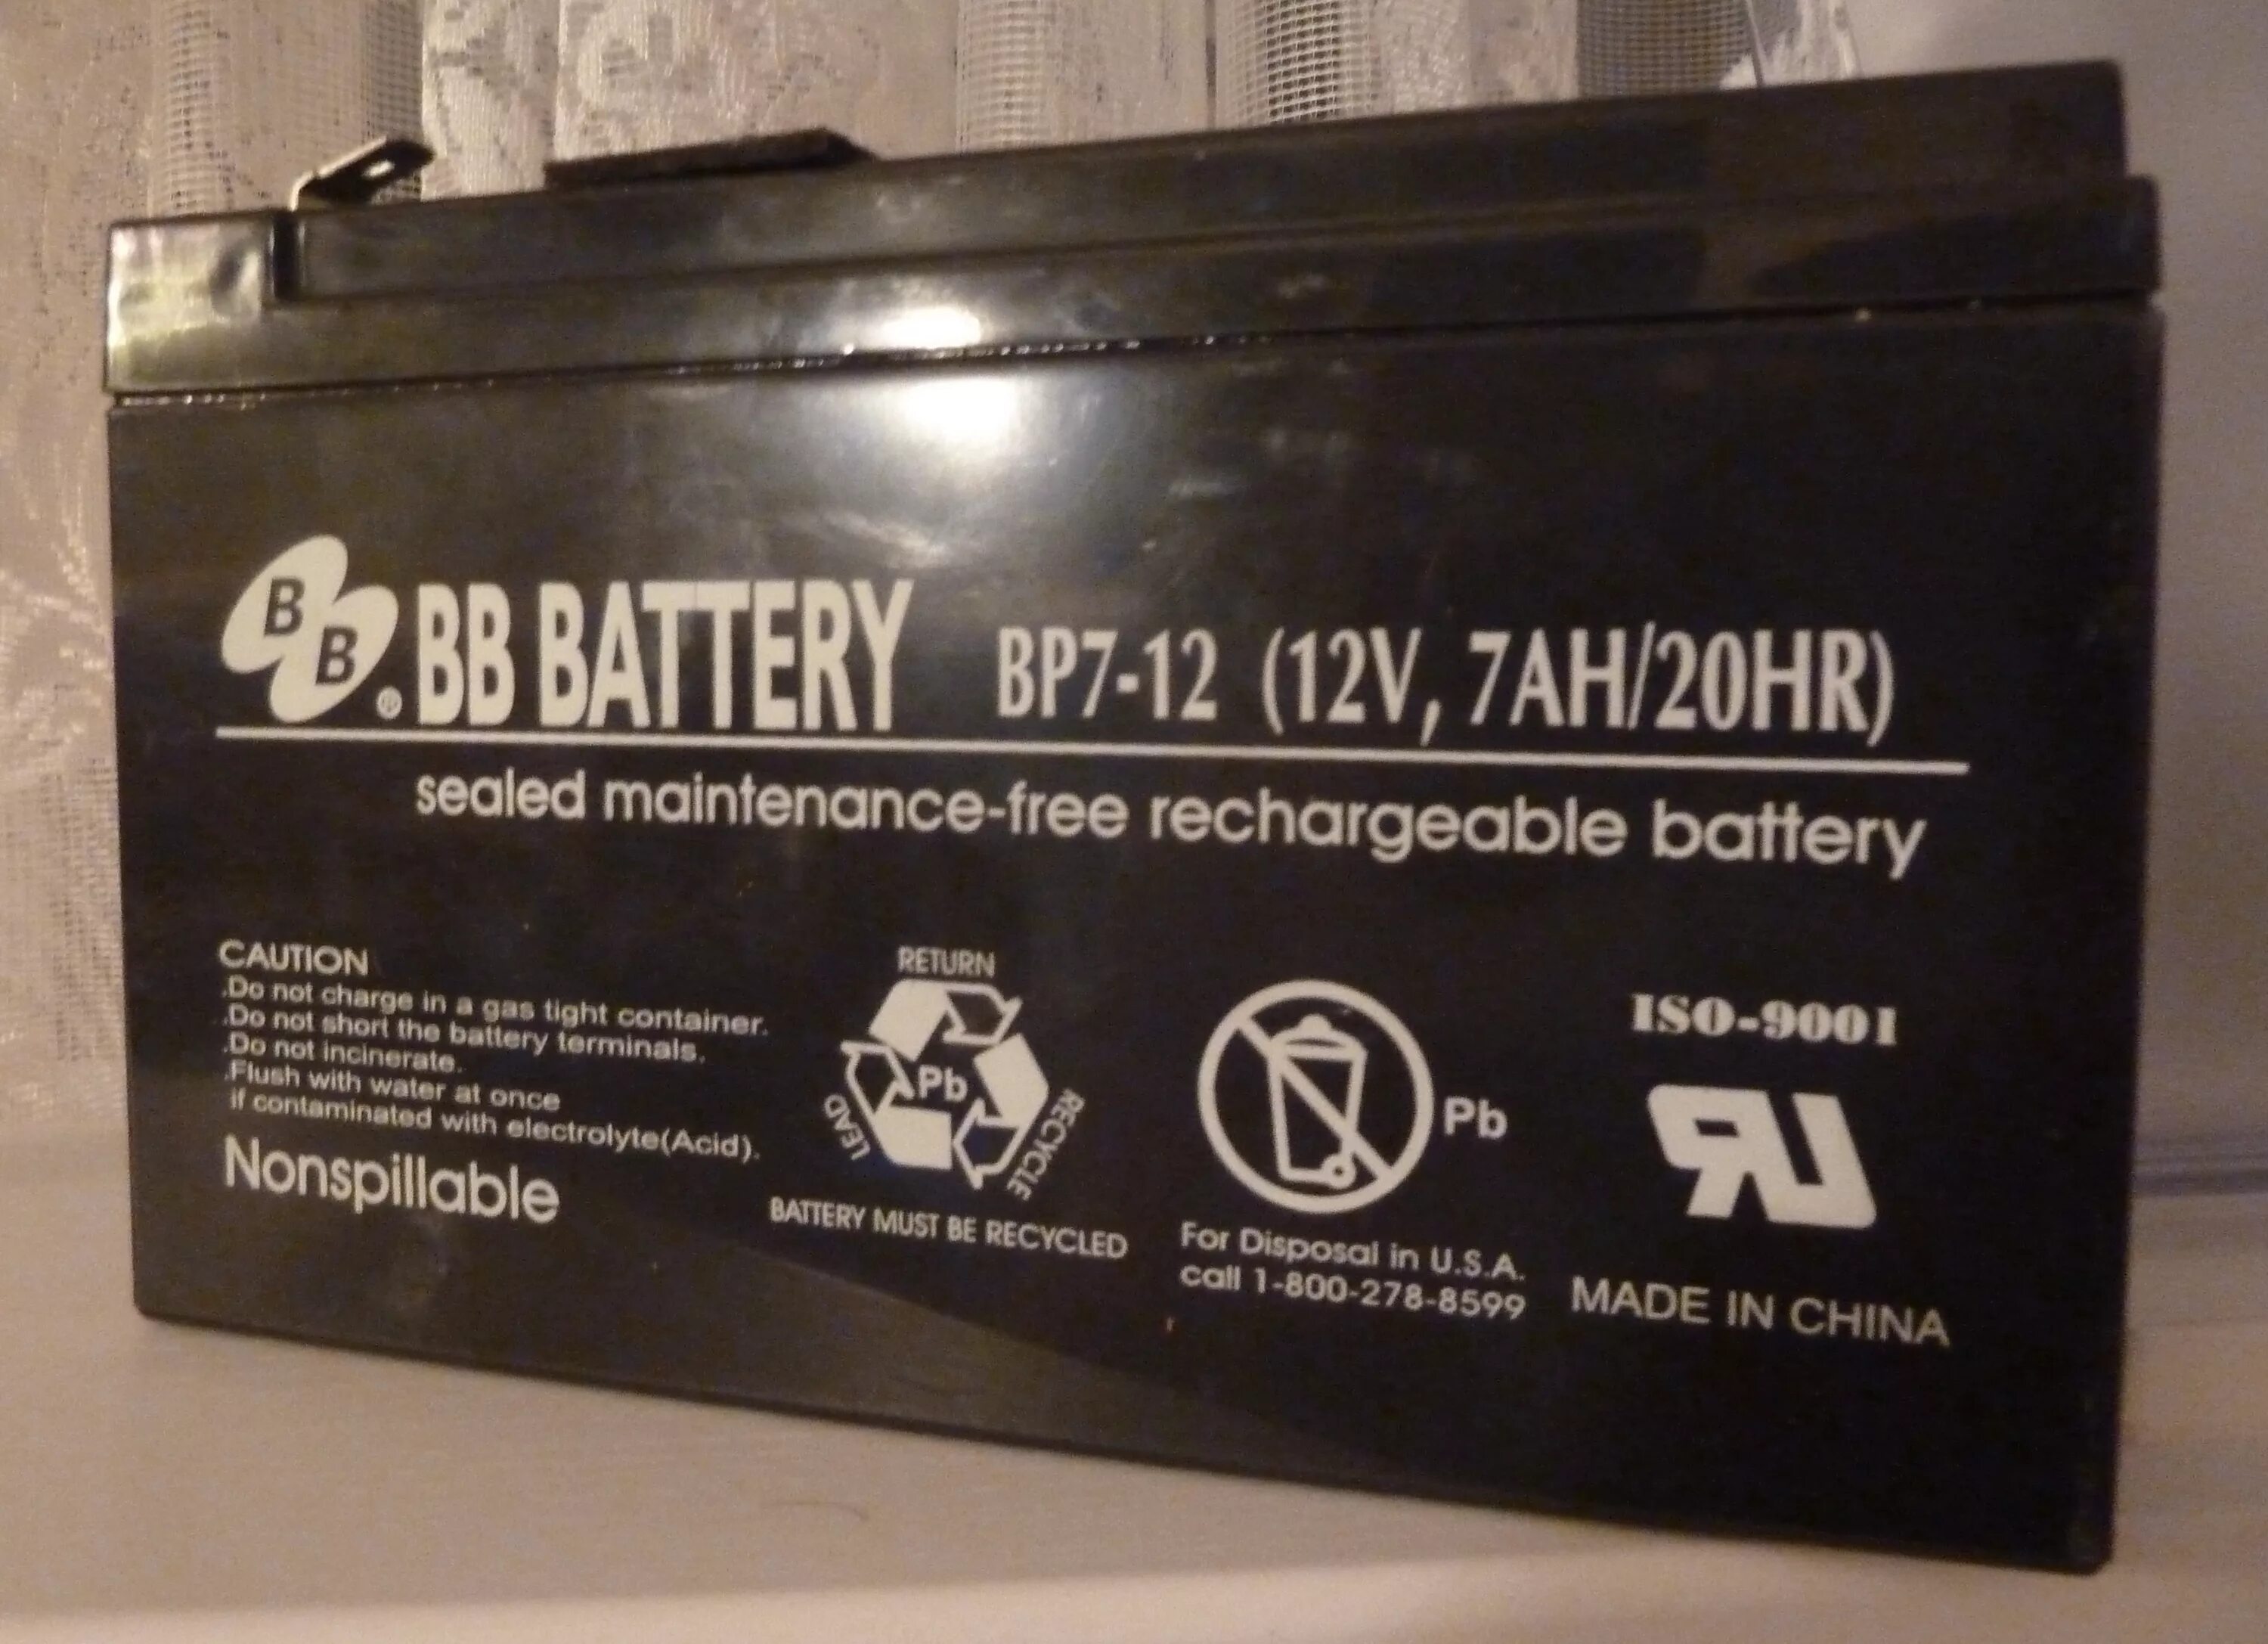 B
B
® BB BATTERY BP7-12 (12V, 7AH/20HR)
sealed maintenance-free rechargeable battery
CAUTION
.Do not charge in a gas tight container.
.Do not short the battery terminals.
.Do not incinerate.
.Flush with water at once
if contaminated with electrolyte(Acid).
Nonspillable
RETURN
Pb
LEAD
RECYCLE
BATTERY MUST BE RECYCLED
Pb
For Disposal in U.S.A.
call 1-800-278-8599
ISO-9001
RU
MADE IN CHINA